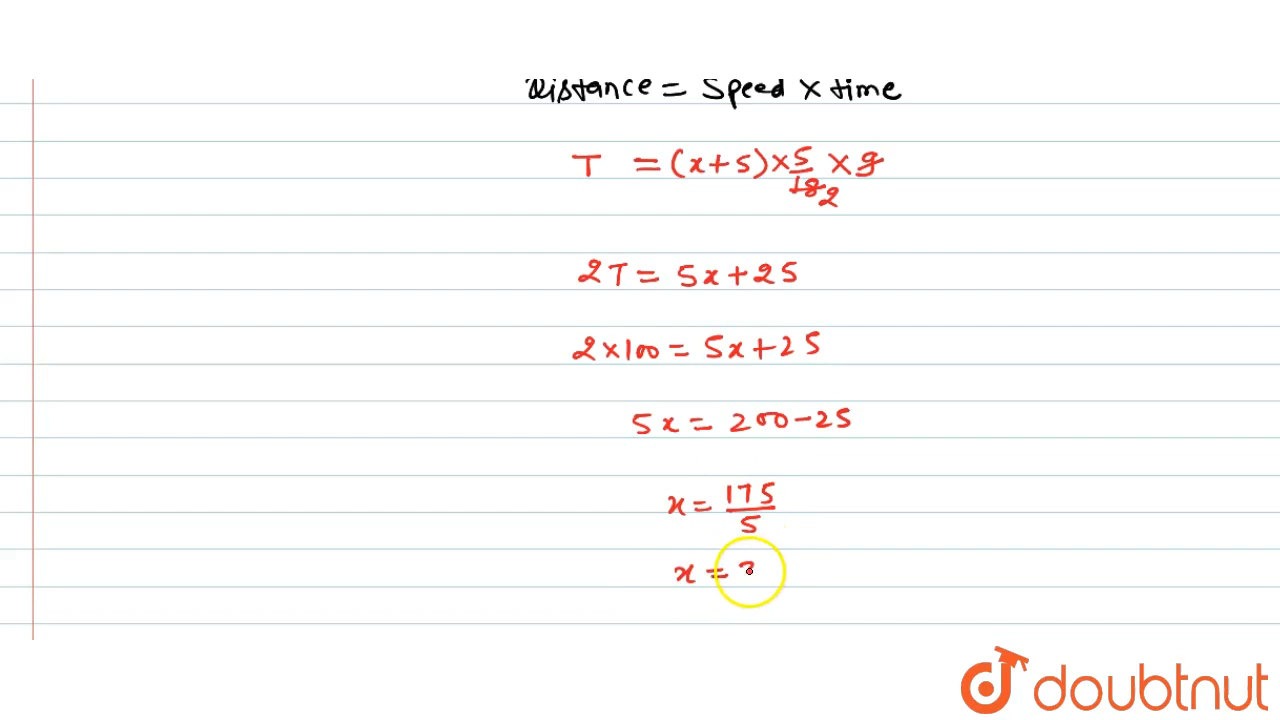 Distance = Speed × time
T = (x+5) × 5/18 2 × 9
2T = 5x+25
2×100 = 5x+25
5x = 200-25
x = 175/5
x =
doubtnut